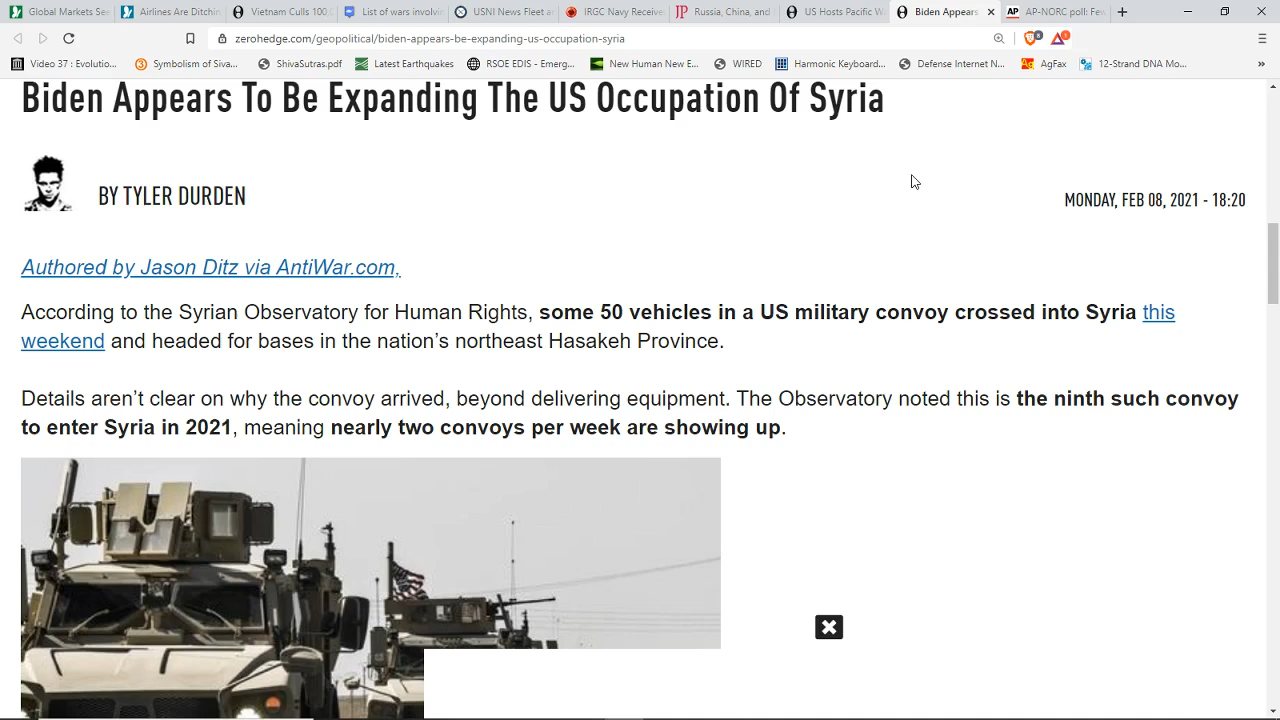 Global Markets See
Airlines Are Ditchin
Vietnam Culls 100,
List of wars involvin
USNI News Fleet a
IRGC Navy Receive
Russia, China, and
US Hosts Pacific Wa
Biden Appears
AP-NORC poll: Few
zerohedge.com/geopolitical/biden-appears-be-expanding-us-occupation-syria
Video 37 : Evolutio...
Symbolism of Siva...
ShivaSutraspdf
Latest Earthquakes
RSOE EDIS - Emerg...
New Human New E...
WIRED
Harmonic Keyboard...
Defense Internet N...
AgFax
12-Strand DNA Mo...
Biden Appears To Be Expanding The US Occupation Of Syria
BY TYLER DURDEN
MONDAY, FEB 08, 2021 - 18:20
Authored by Jason Ditz via AntiWar.com,
According to the Syrian Observatory for Human Rights, some 50 vehicles in a US military convoy crossed into Syria this
weekend and headed for bases in the nation's northeast Hasakeh Province.
Details aren't clear on why the convoy arrived, beyond delivering equipment. The Observatory noted this is the ninth such convoy
to enter Syria in 2021, meaning nearly two convoys per week are showing up.